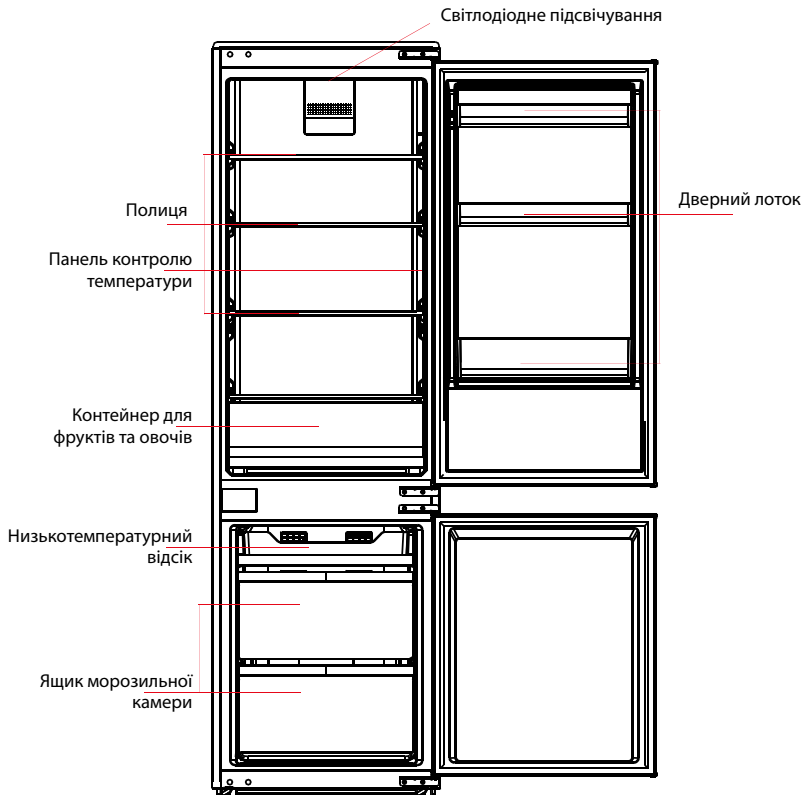 Світлодіодне підсвічування
Дверний лоток
Полиця
Панель контролю
температури
Контейнер для
фруктів та овочів
Низькотемпературний
відсік
Ящик морозильної
камери